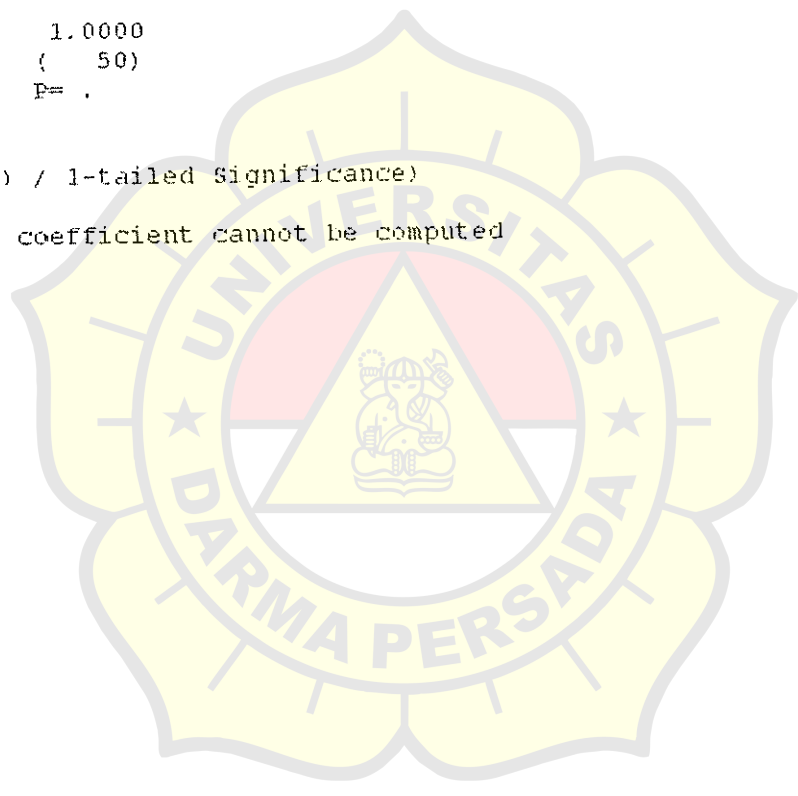 1.0000
( 50)
P= .
) / 1-tailed Significance)
coefficient cannot be computed
UNIVERSITAS
DARMA PERSADA